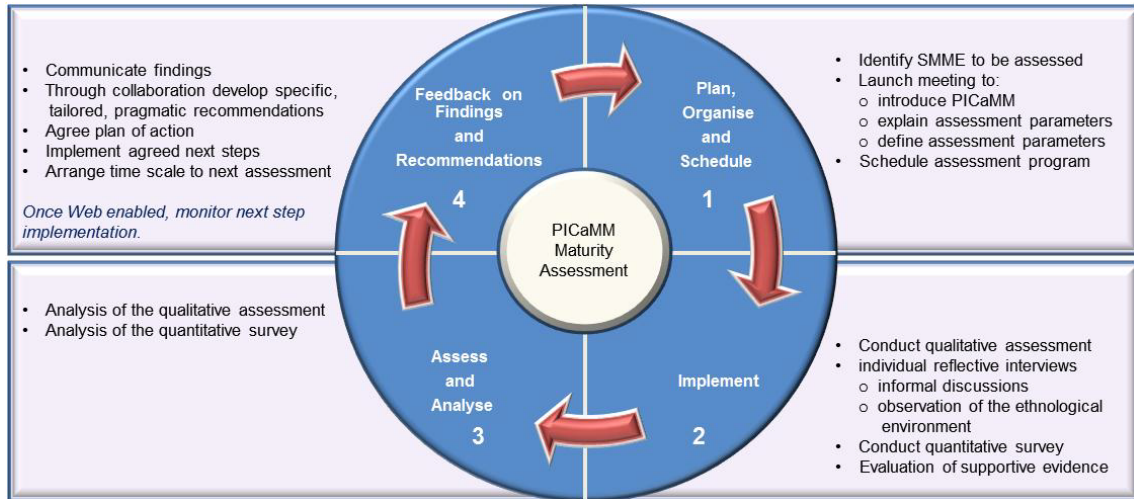 • Communicate findings
• Through collaboration develop specific,
tailored, pragmatic recommendations
• Agree plan of action
• Implement agreed next steps
• Arrange time scale to next assessment
Once Web enabled, monitor next step
implementation.
Feedback on
Findings
and
Recommendations
4
Plan,
Organise
and
Schedule
1
• Identify SMME to be assessed
• Launch meeting to:
o introduce PICaMM
o explain assessment parameters
o define assessment parameters
• Schedule assessment program
PICaMM
Maturity
Assessment
• Analysis of the qualitative assessment
• Analysis of the quantitative survey
Assess
and
Analyse
3
Implement
2
• Conduct qualitative assessment
• individual reflective interviews
o informal discussions
o observation of the ethnological
environment
• Conduct quantitative survey
• Evaluation of supportive evidence